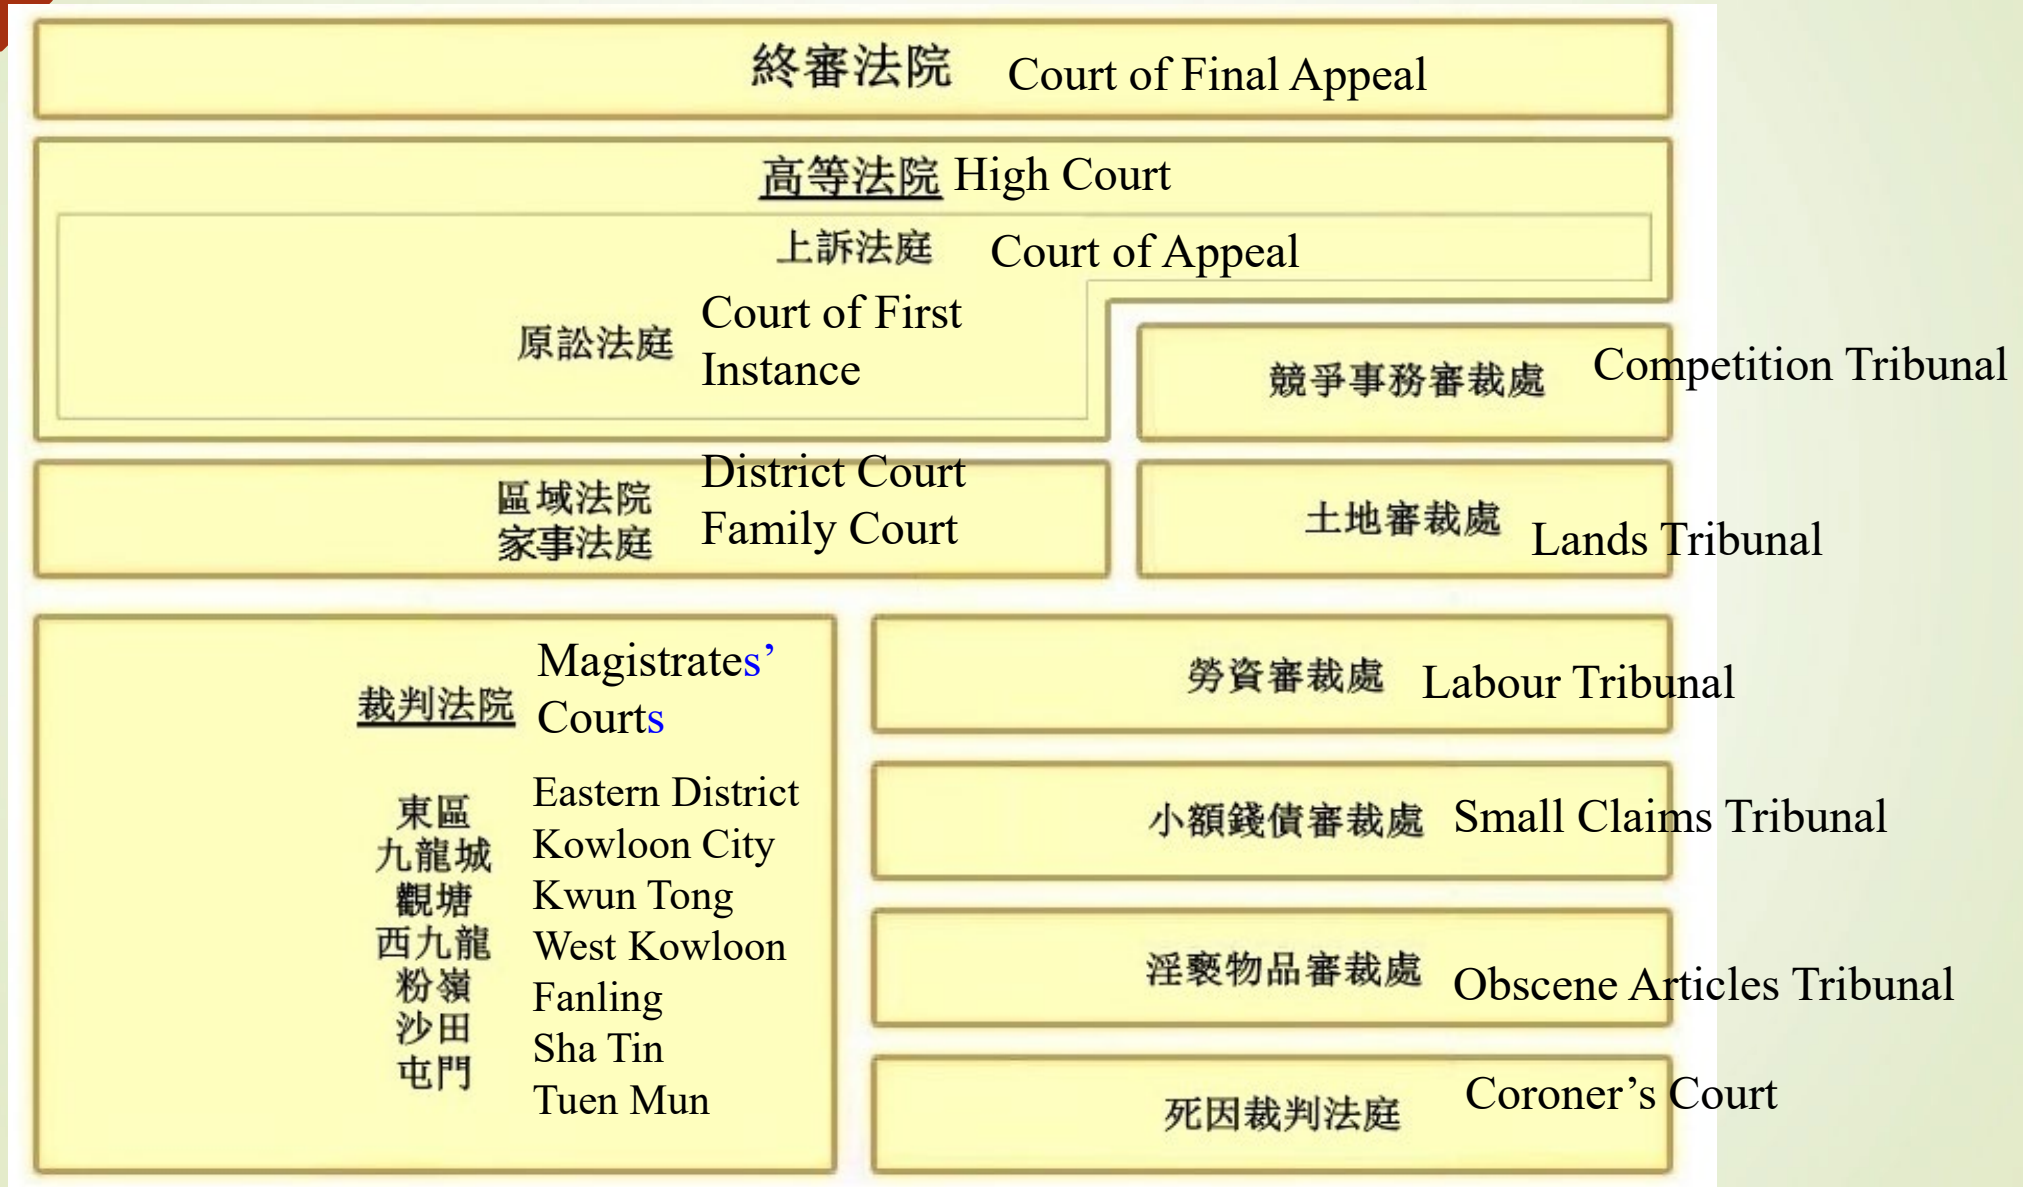 終審法院 Court of Final Appeal
高等法院 High Court
上訴法庭 Court of Appeal
原訟法庭 Court of First
Instance
競爭事務審裁處 Competition Tribunal
區域法院 District Court
家事法庭 Family Court
土地審裁處 Lands Tribunal
裁判法院 Magistrates’
Courts
東區 Eastern District
九龍城 Kowloon City
觀塘 Kwun Tong
西九龍 West Kowloon
粉嶺 Fanling
沙田 Sha Tin
屯門 Tuen Mun
勞資審裁處 Labour Tribunal
小額錢債審裁處 Small Claims Tribunal
淫褻物品審裁處 Obscene Articles Tribunal
死因裁判法庭 Coroner’s Court